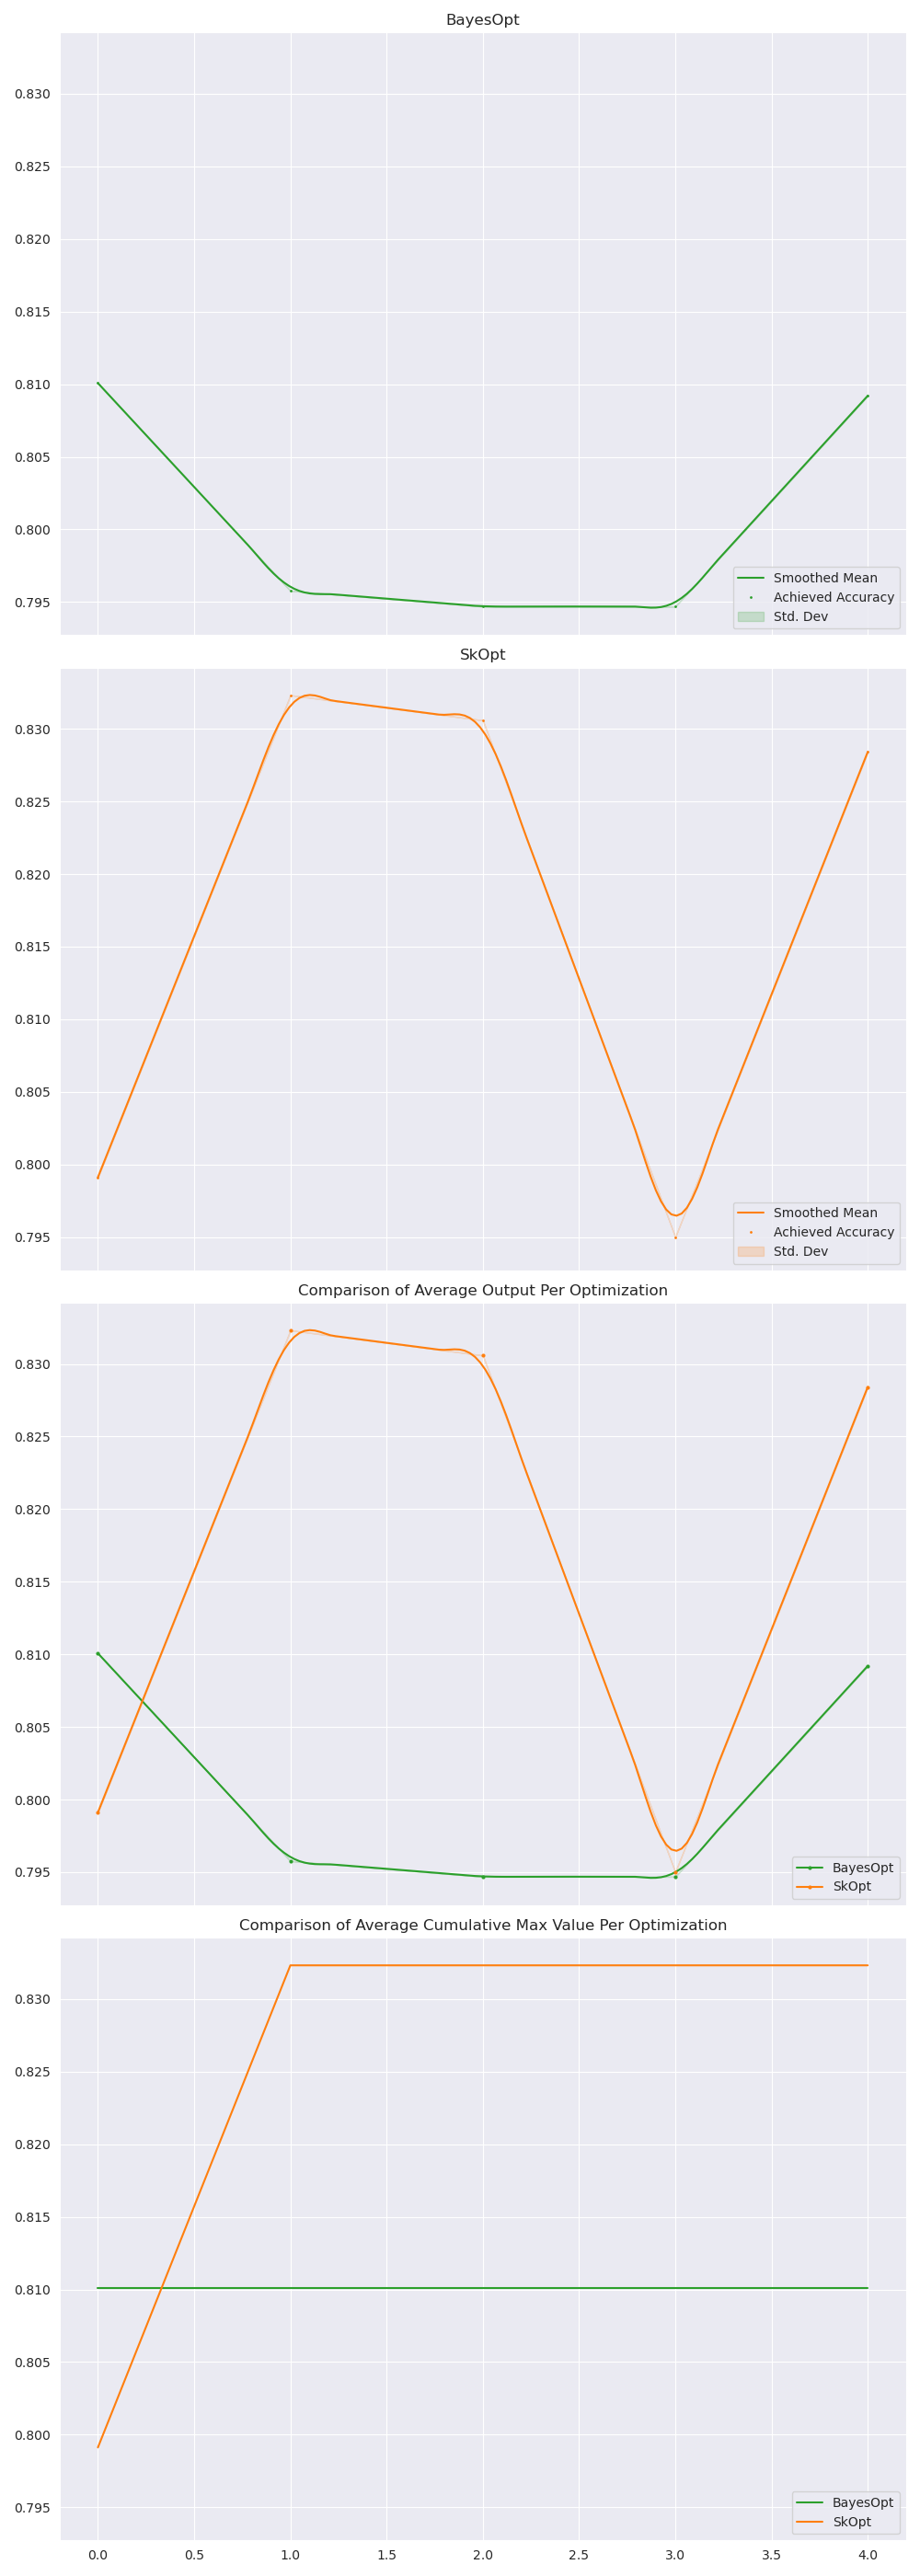 BayesOpt
0.830
0.825
0.820
0.815
0.810
0.805
0.800
0.795
Smoothed Mean
Achieved Accuracy
Std. Dev
SkOpt
0.830
0.825
0.820
0.815
0.810
0.805
0.800
0.795
Smoothed Mean
Achieved Accuracy
Std. Dev
Comparison of Average Output Per Optimization
0.830
0.825
0.820
0.815
0.810
0.805
0.800
0.795
BayesOpt
SkOpt
Comparison of Average Cumulative Max Value Per Optimization
0.830
0.825
0.820
0.815
0.810
0.805
0.800
0.795
BayesOpt
SkOpt
0.0 0.5 1.0 1.5 2.0 2.5 3.0 3.5 4.0